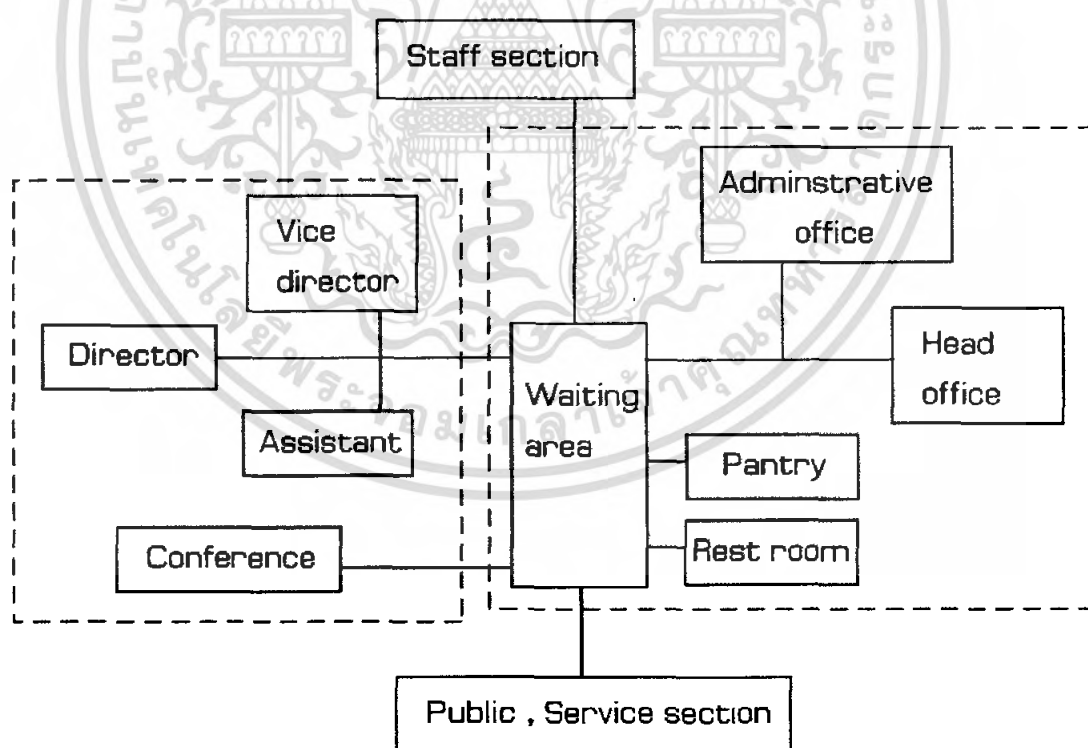 Staff section
Adminstrative
office
Vice
director
Director
Head
office
Waiting
area
Assistant
Pantry
Conference
Rest room
Public , Service section